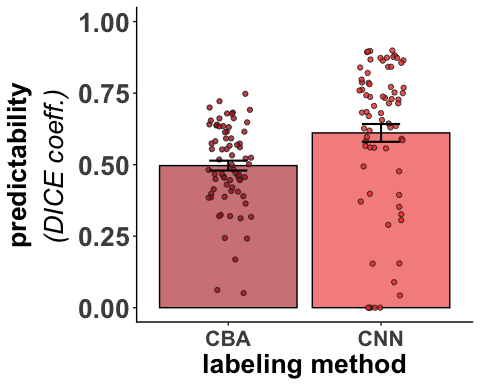 predictability
(DICE coeff.)
1.00
0.75
0.50
0.25
0.00
CBA
CNN
labeling method